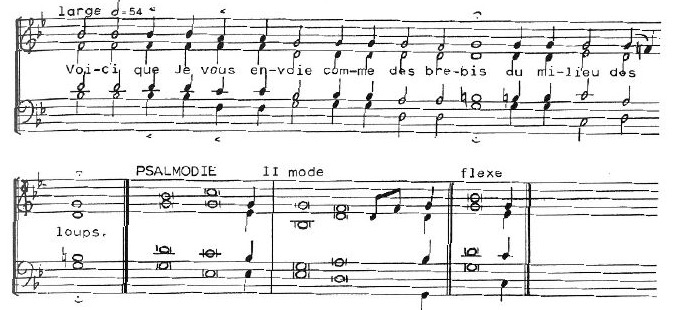 large 𝅗𝅥=54
Voi-ci que Je vous en-voie com-me des bre-bis du mi-lieu des
PSALMODIE II mode flexe
loups.